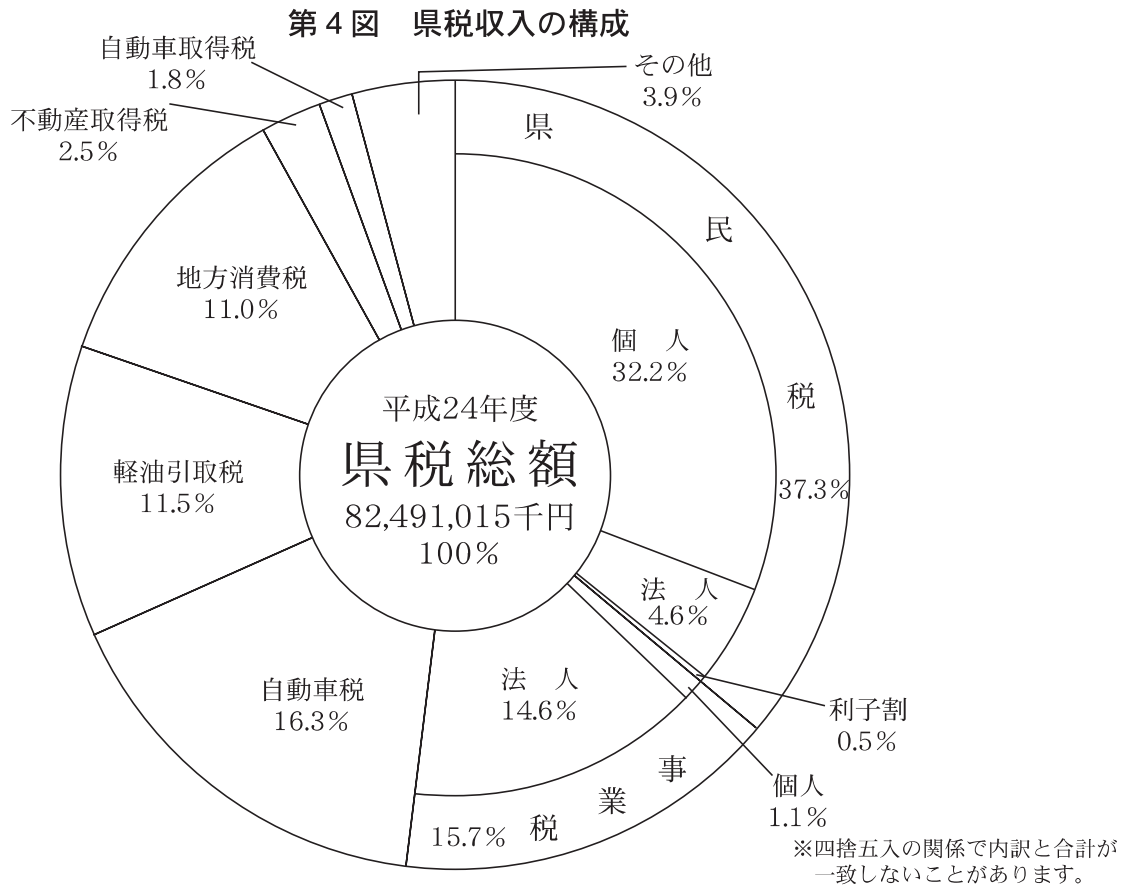 第4図　県税収入の構成
その他
3.9%
県民税
37.3%
個　人
32.2%
法　人
4.6%
利子割
0.5%
事業税
15.7%
個人
1.1%
法　人
14.6%
自動車税
16.3%
軽油引取税
11.5%
地方消費税
11.0%
不動産取得税
2.5%
自動車取得税
1.8%
平成24年度
県税総額
82,491,015千円
100%
※四捨五入の関係で内訳と合計が
一致しないことがあります。